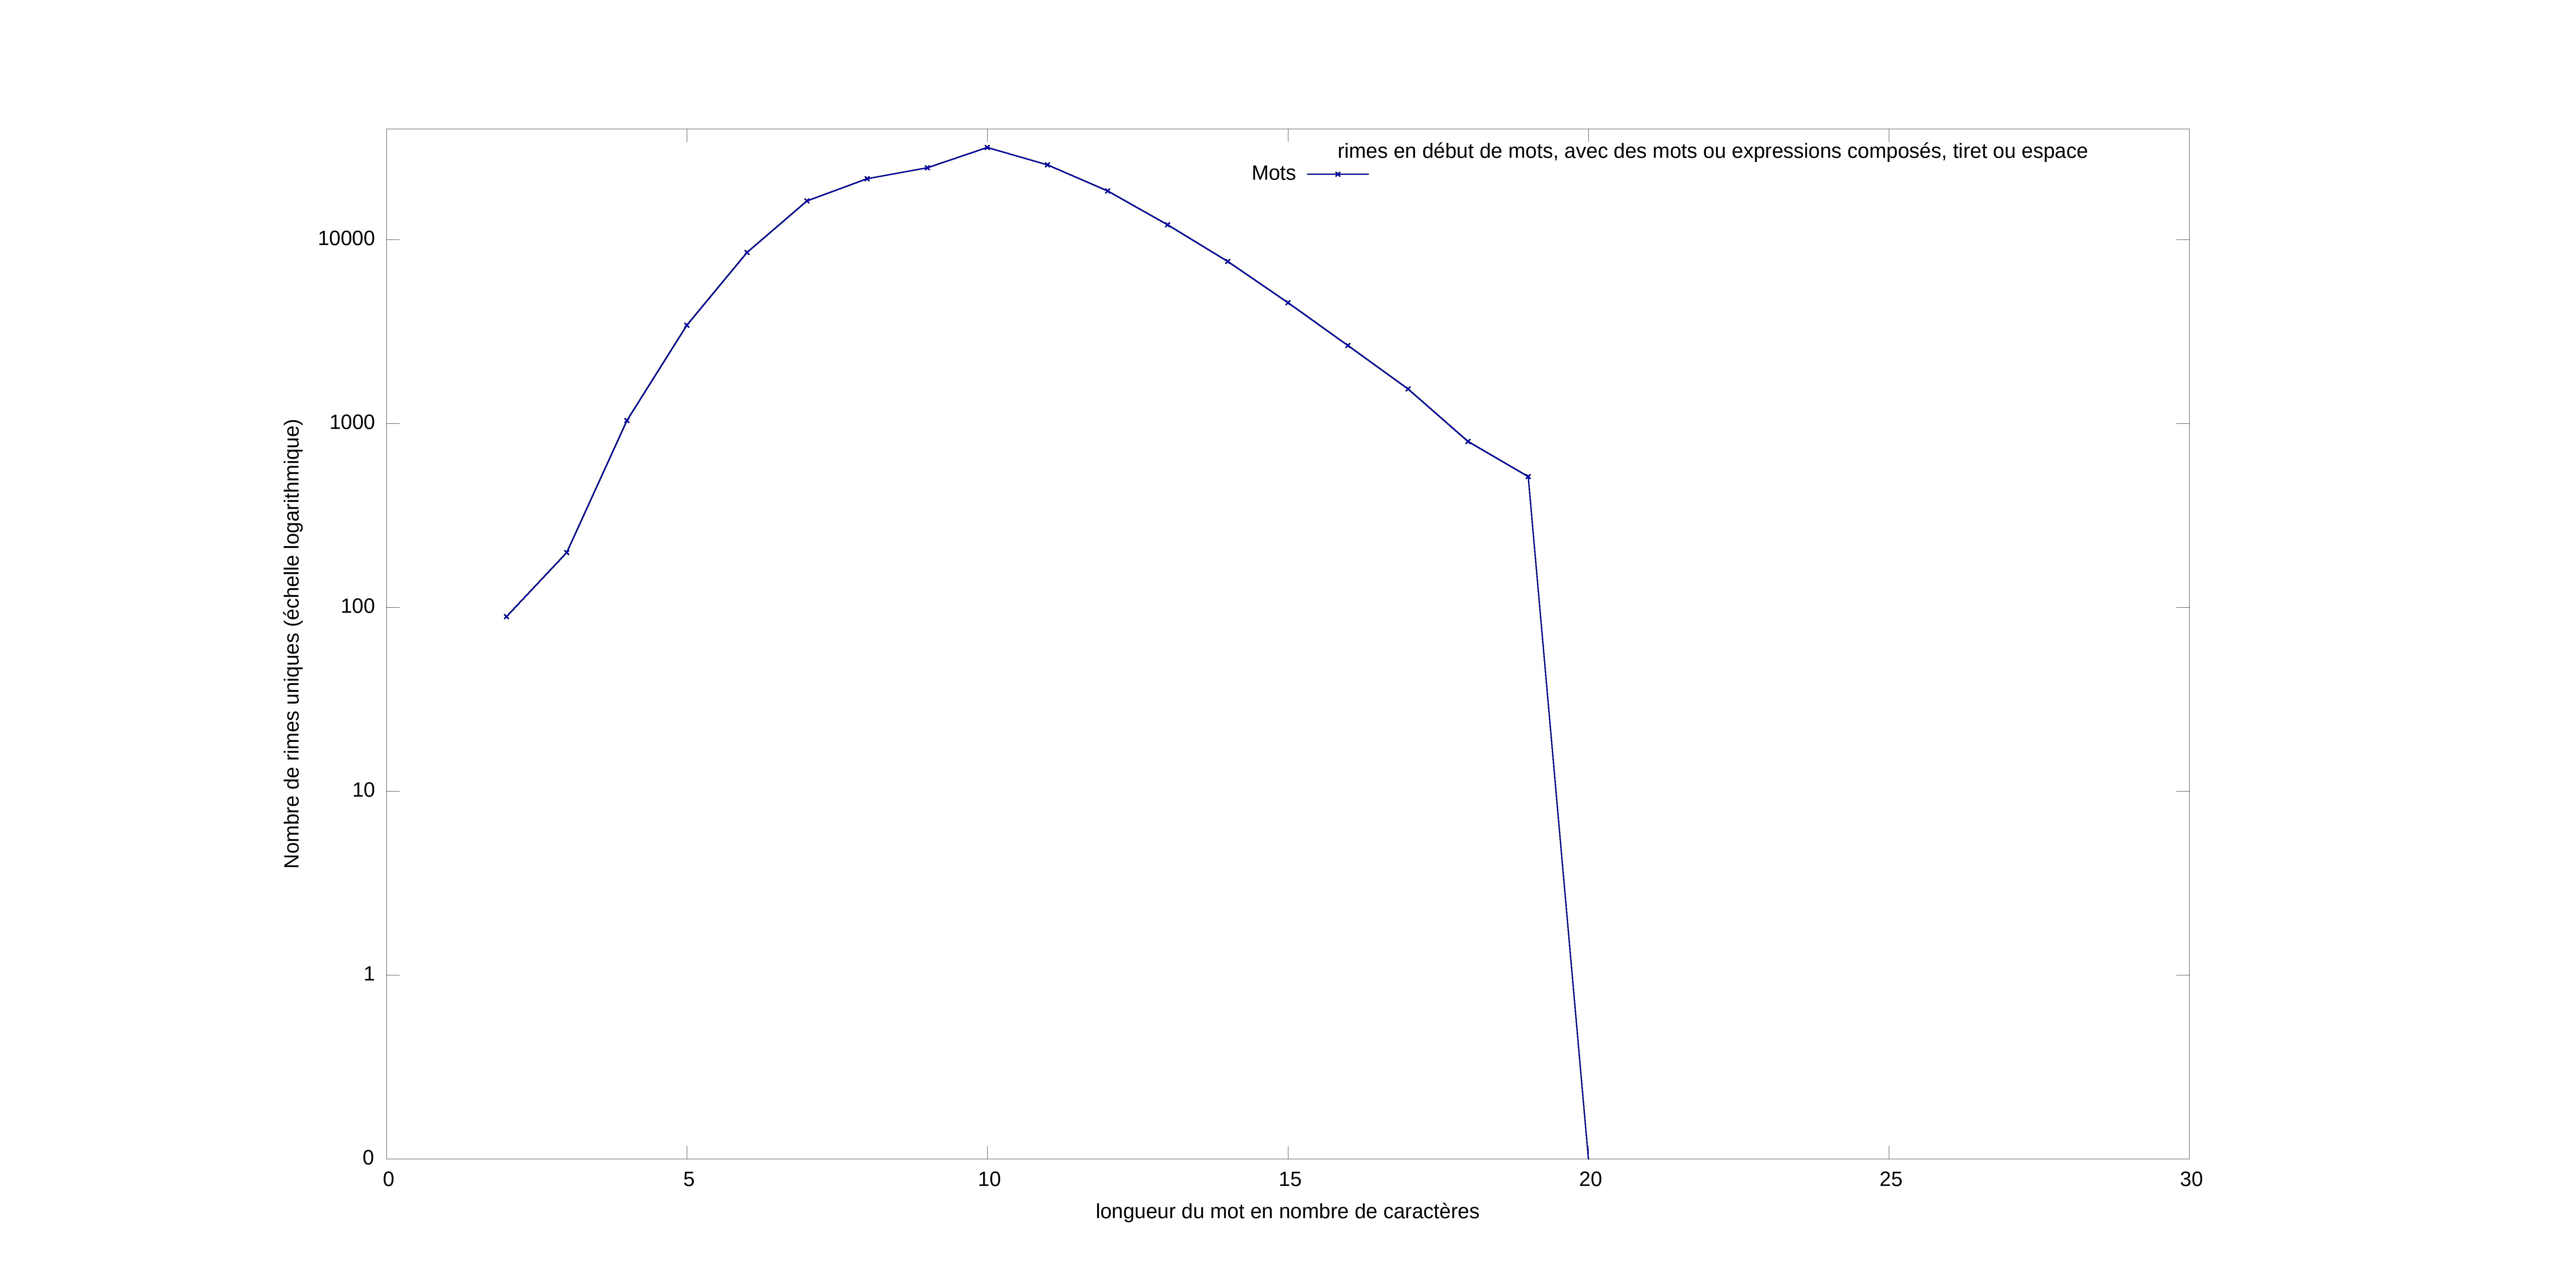 rimes en début de mots, avec des mots ou expressions composés, tiret ou espace
Mots
10000
1000
100
10
1
0
Nombre de rimes uniques (échelle logarithmique)
0 5 10 15 20 25 30
longueur du mot en nombre de caractères